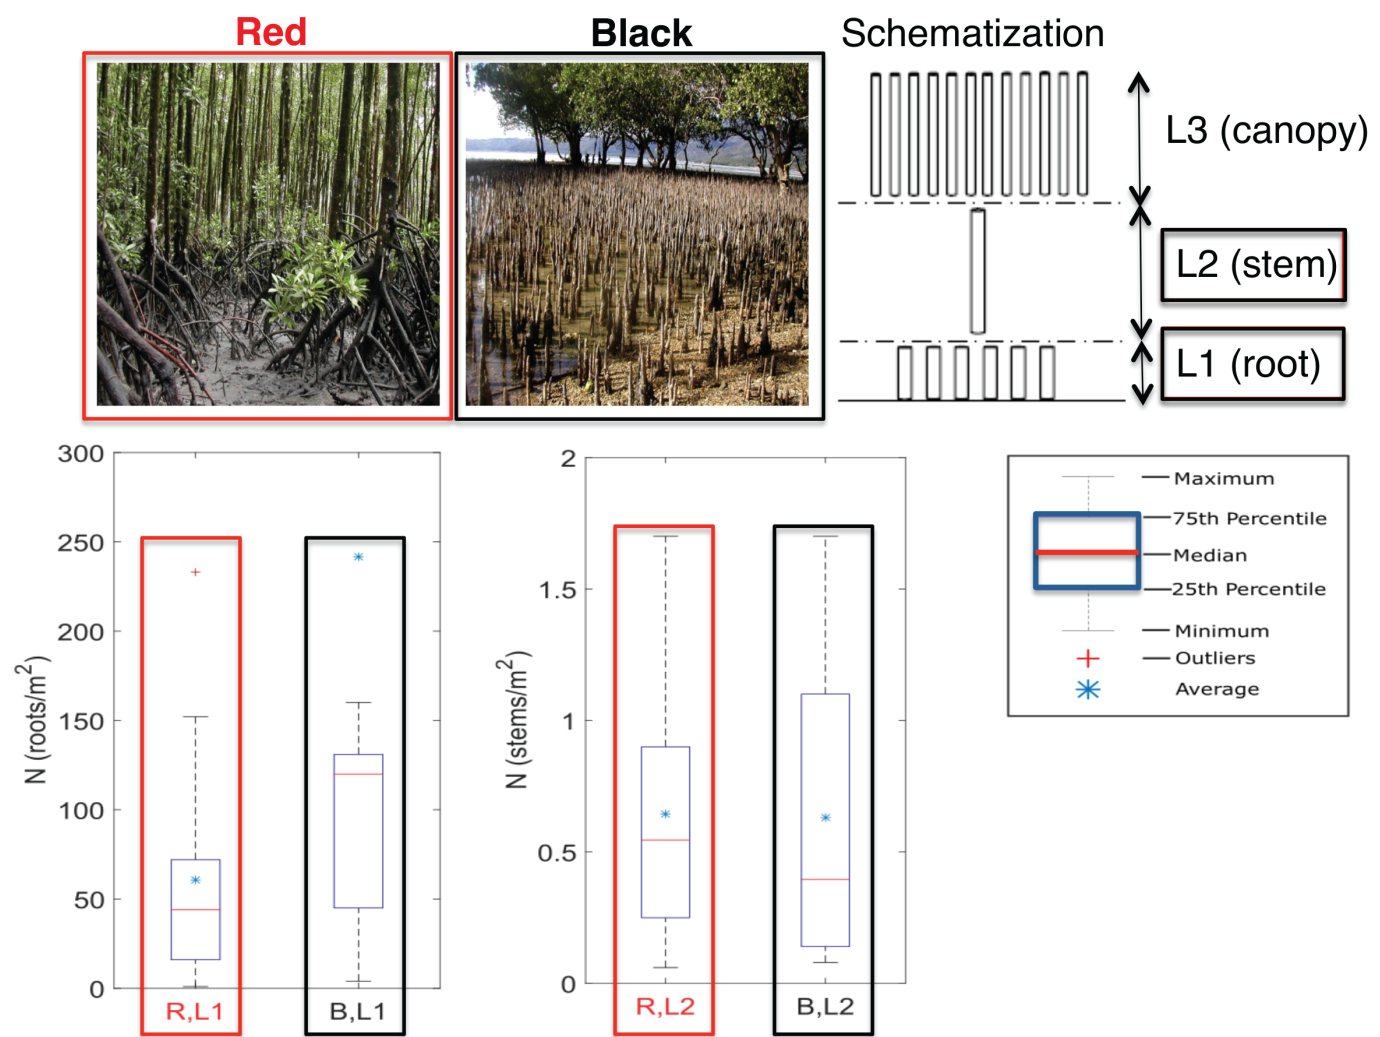 Red
Black
Schematization
L3 (canopy)
L2 (stem)
L1 (root)
300
250
200
150
100
50
0
N (roots/m²)
R,L1
B,L1
2
1.5
1
0.5
0
N (stems/m²)
R,L2
B,L2
Maximum
75th Percentile
Median
25th Percentile
Minimum
Outliers
Average